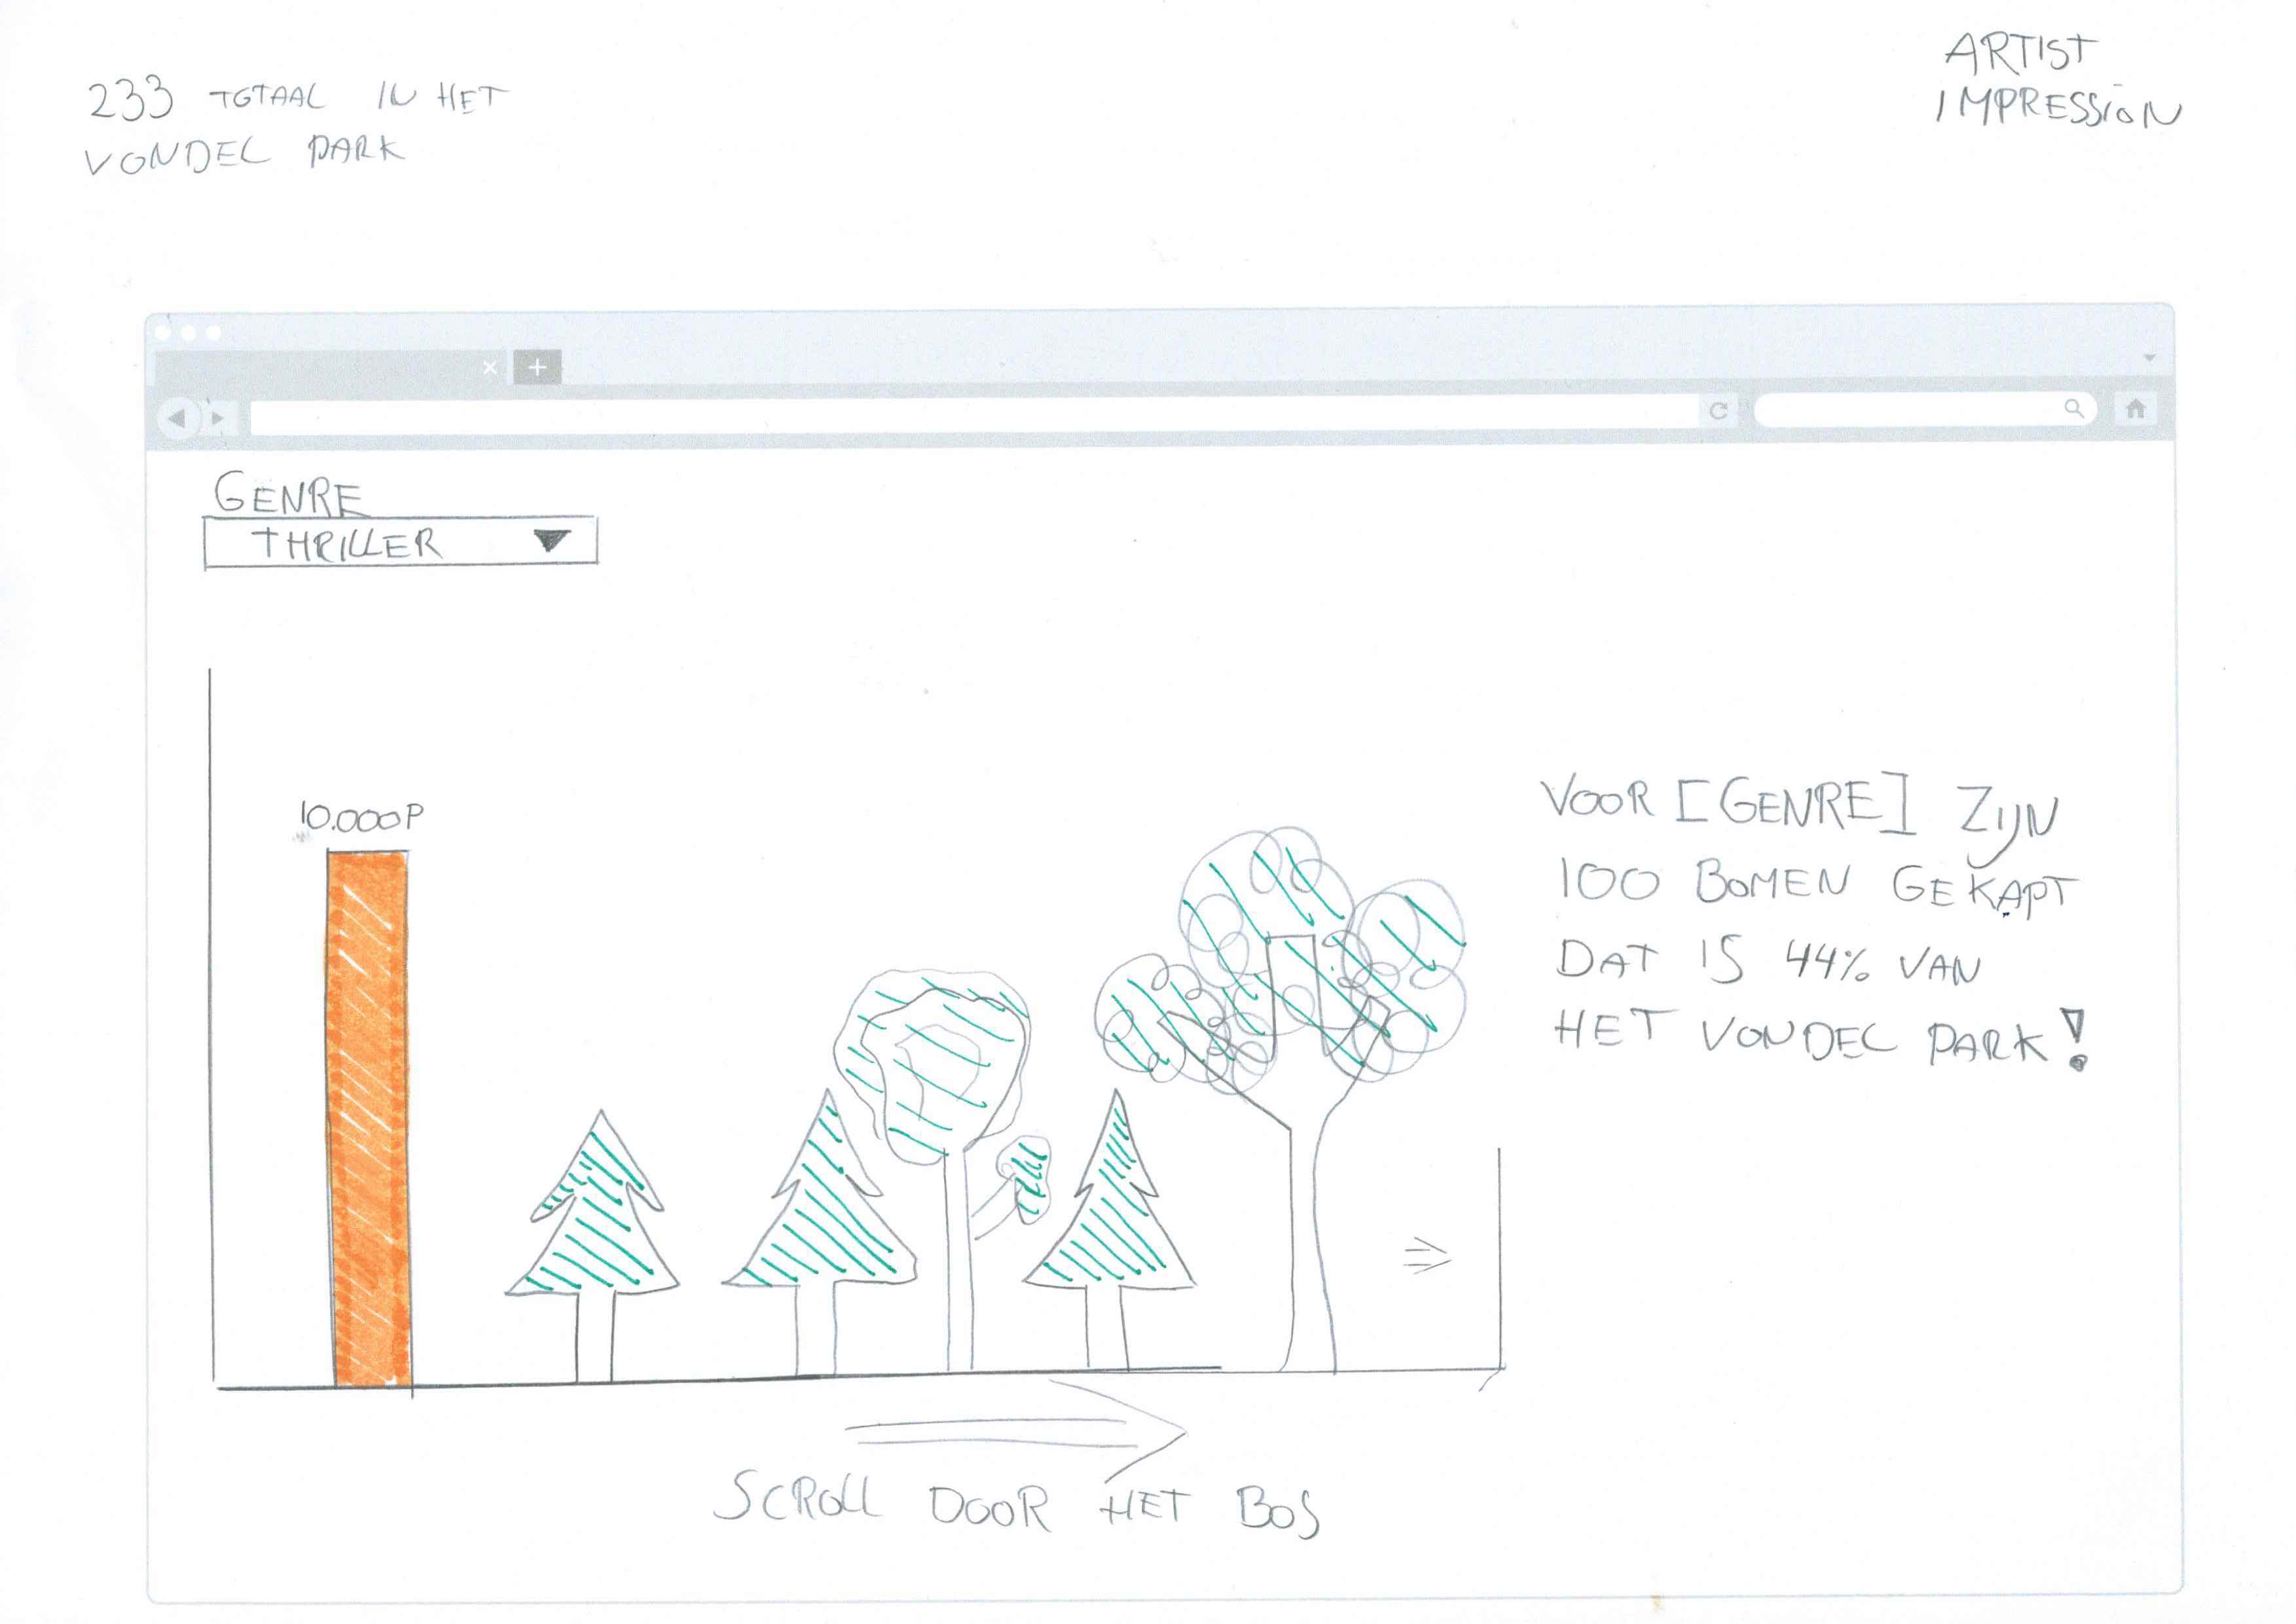 233 TOTAAL IN HET
VONDEL PARK
ARTIST
IMPRESSION
GENRE
THRILLER
10.000P
VOOR [GENRE] ZIJN
100 BOMEN GEKAPT
DAT IS 44% VAN
HET VONDEL PARK!
SCROLL DOOR HET BOS